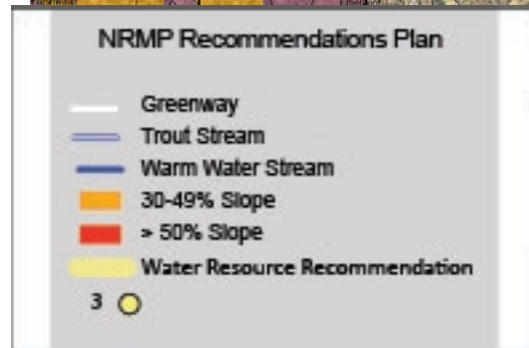 NRMP Recommendations Plan
Greenway
Trout Stream
Warm Water Stream
30-49% Slope
> 50% Slope
Water Resource Recommendation
3